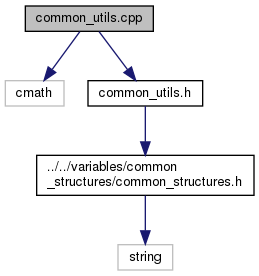 common_utils.cpp
cmath
common_utils.h
../../variables/common
_structures/common_structures.h
string